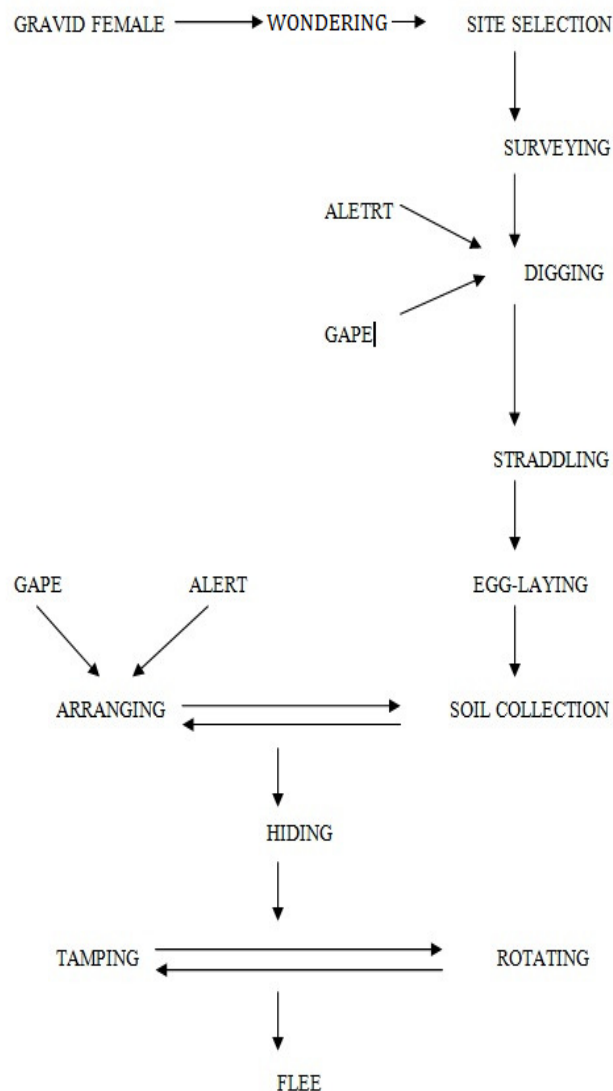 GRAVID FEMALE WONDERING SITE SELECTION
SURVEYING
ALETRT
DIGGING
GAPE
STRADDLING
GAPE ALERT EGG-LAYING
ARRANGING SOIL COLLECTION
HIDING
TAMPING ROTATING
FLEE